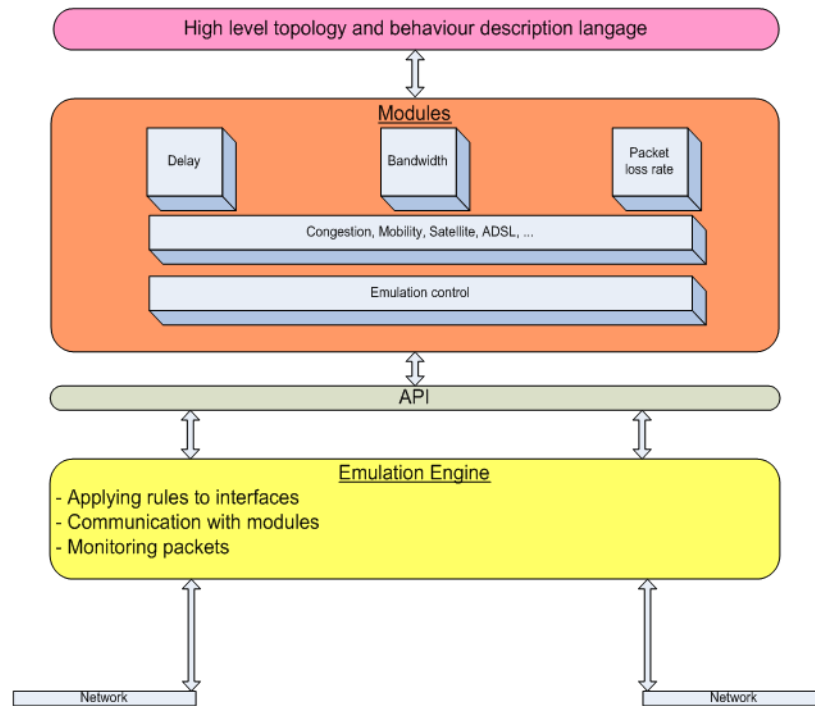 High level topology and behaviour description langage
Modules
Delay
Bandwidth
Packet
loss rate
Congestion, Mobility, Satellite, ADSL, ...
Emulation control
API
Emulation Engine
- Applying rules to interfaces
- Communication with modules
- Monitoring packets
Network
Network